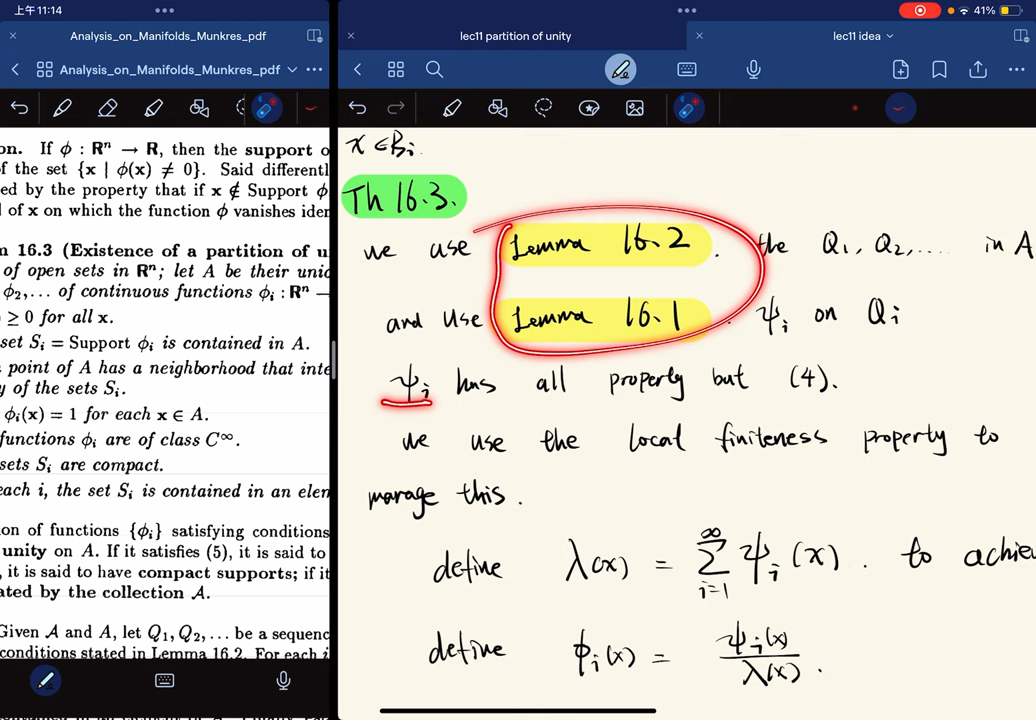 上午11:14
41%
Analysis_on_Manifolds_Munkres_pdf
lec11 partition of unity
lec11 idea
Analysis_on_Manifolds_Munkres_pdf
on. If ϕ : Rⁿ → R, then the support o
f the set {x | ϕ(x) ≠ 0}. Said differentl
ed by the property that if x ∉ Support ϕ
d of x on which the function ϕ vanishes iden
m 16.3 (Existence of a partition of u
of open sets in Rⁿ; let A be their unio
ϕ₂,... of continuous functions ϕᵢ : Rⁿ →
≥ 0 for all x.
set Sᵢ = Support ϕᵢ is contained in A.
point of A has a neighborhood that inte
y of the sets Sᵢ.
ϕᵢ(x) = 1 for each x ∈ A.
functions ϕᵢ are of class C^∞.
sets Sᵢ are compact.
each i, the set Sᵢ is contained in an elem
on of functions {ϕᵢ} satisfying conditions
unity on A. If it satisfies (5), it is said to
, it is said to have compact supports; if it
ated by the collection A.
Given A and A, let Q₁, Q₂, ... be a sequenc
conditions stated in Lemma 16.2. For each i
x ∈ Bᵢ.
Th 16.3.
we use Lemma 16.2 . the Q₁, Q₂, ... in A
and use Lemma 16.1 . ψᵢ on Qᵢ
ψᵢ has all property but (4).
we use the local finiteness property to
manage this.
define λ(x) = ∑_{i=1}^{∞} ψᵢ(x) . to achie
define ϕᵢ(x) = ψᵢ(x)/λ(x) .